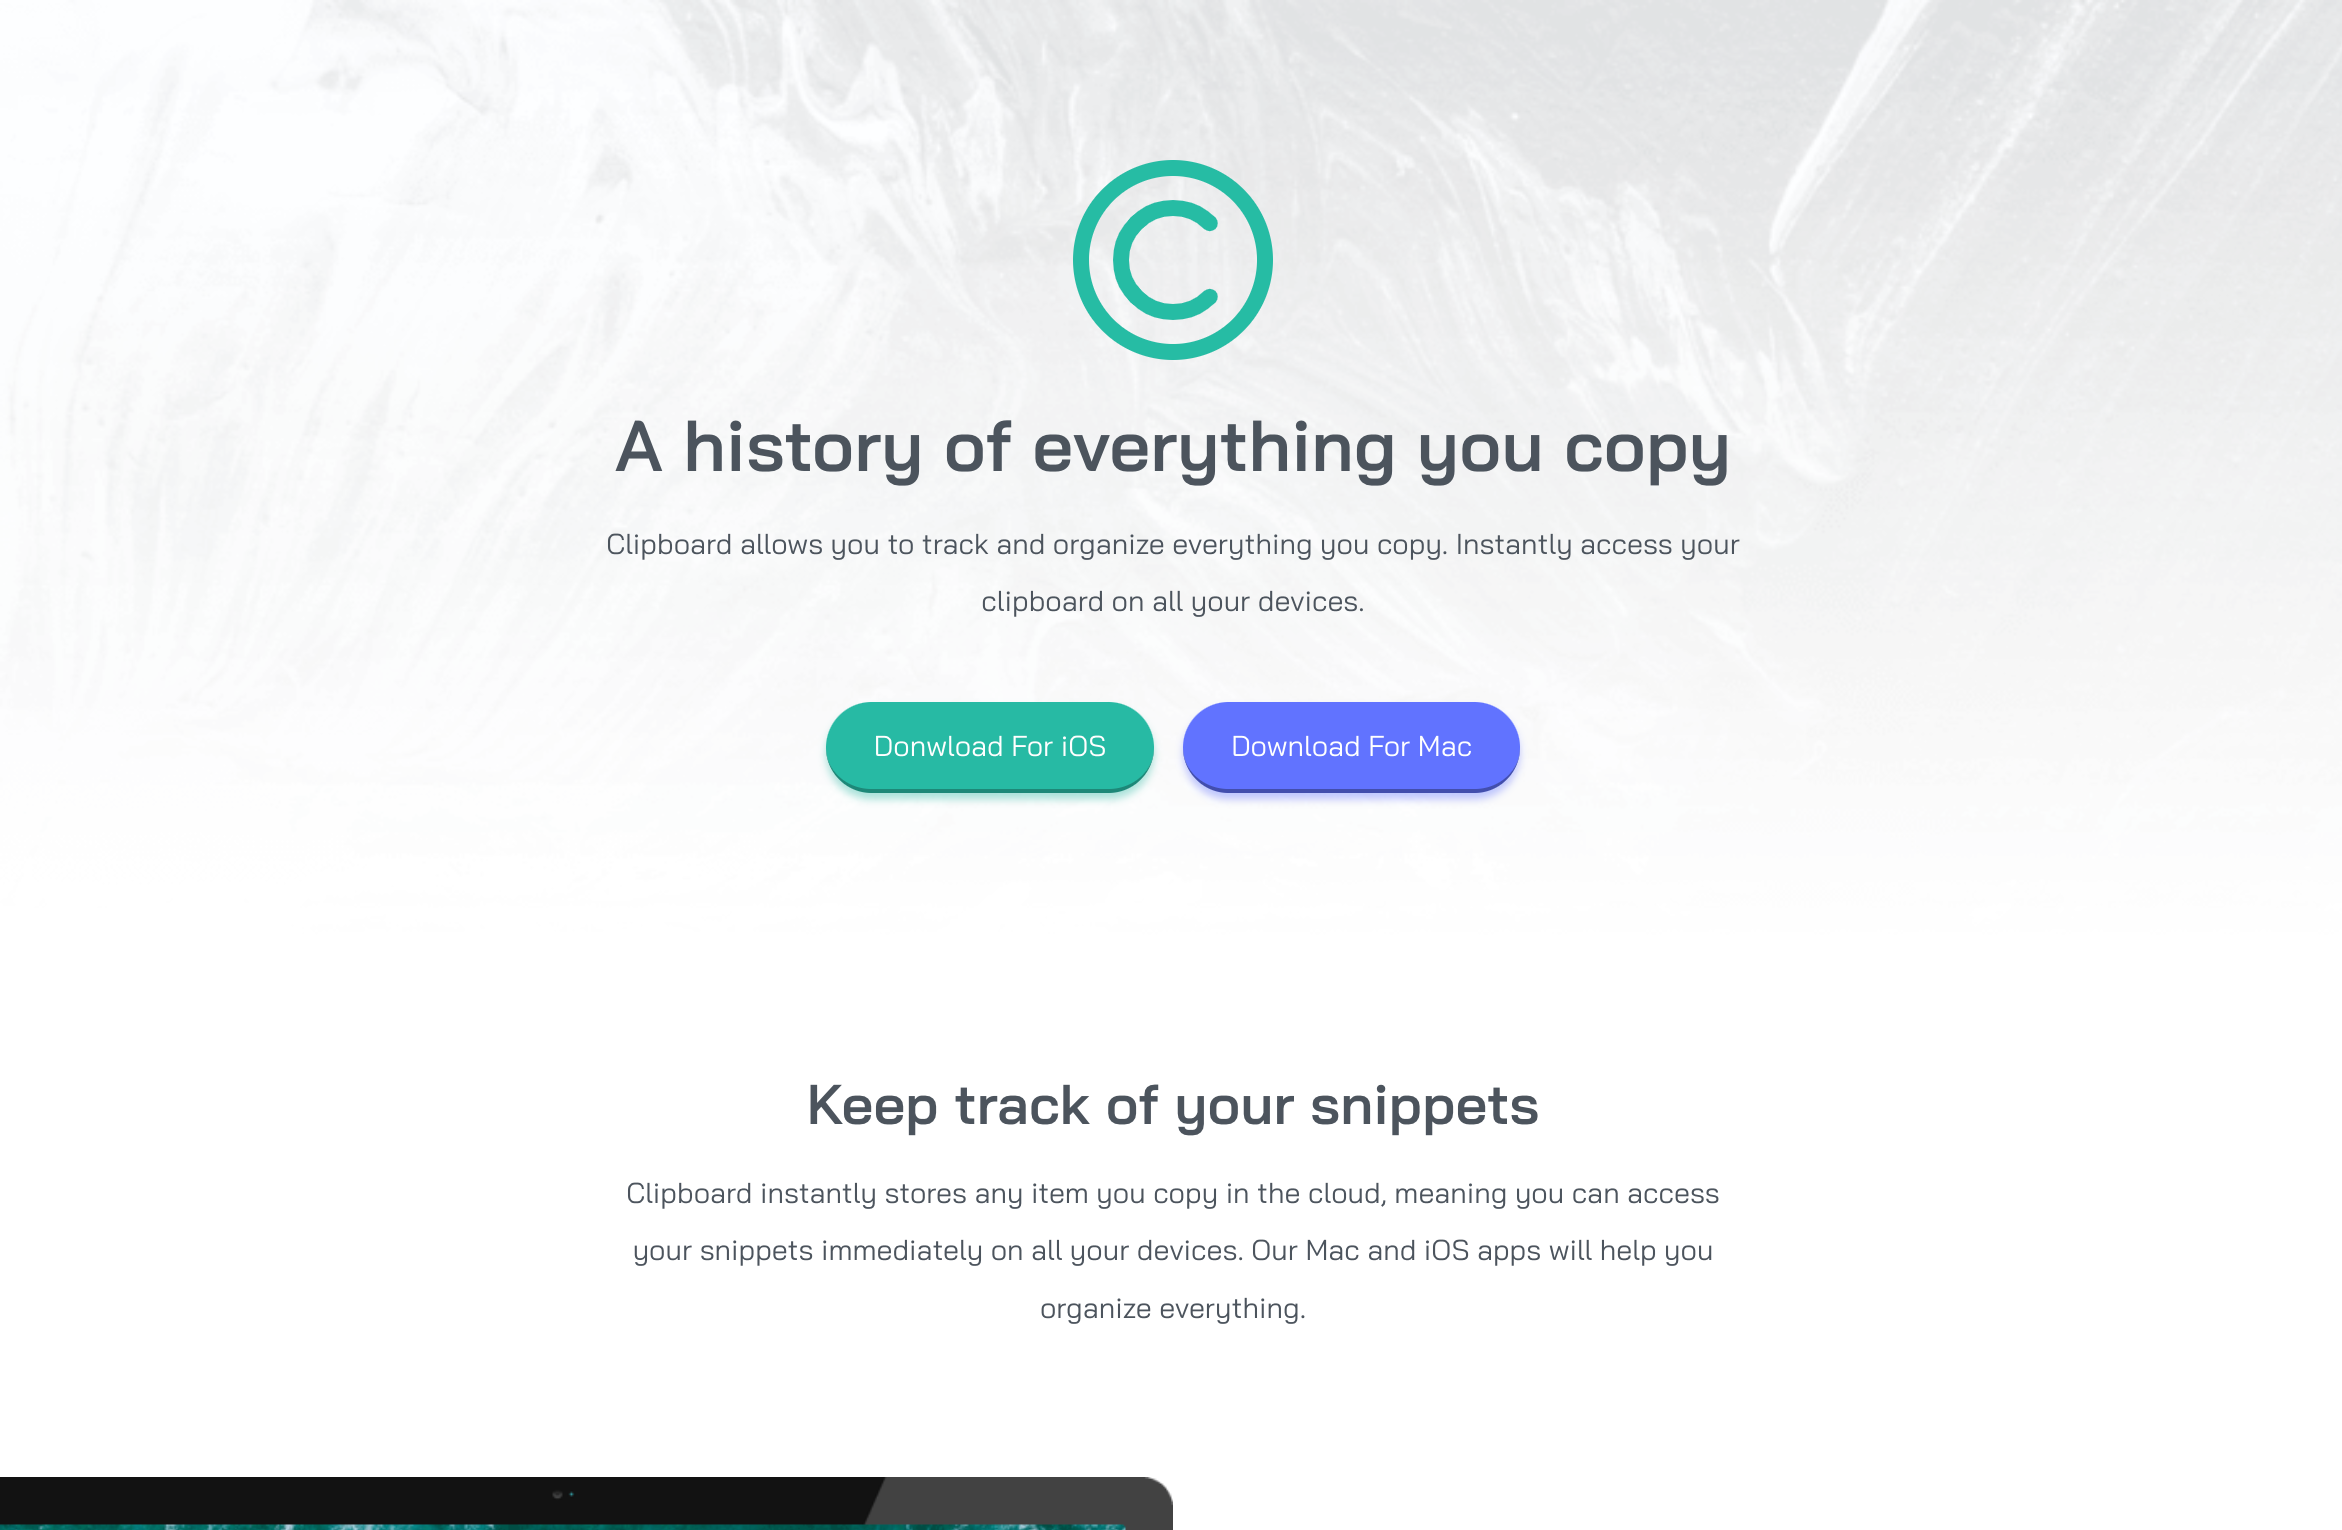 A history of everything you copy
Clipboard allows you to track and organize everything you copy. Instantly access your
clipboard on all your devices.
Donwload For iOS
Download For Mac
Keep track of your snippets
Clipboard instantly stores any item you copy in the cloud, meaning you can access
your snippets immediately on all your devices. Our Mac and iOS apps will help you
organize everything.